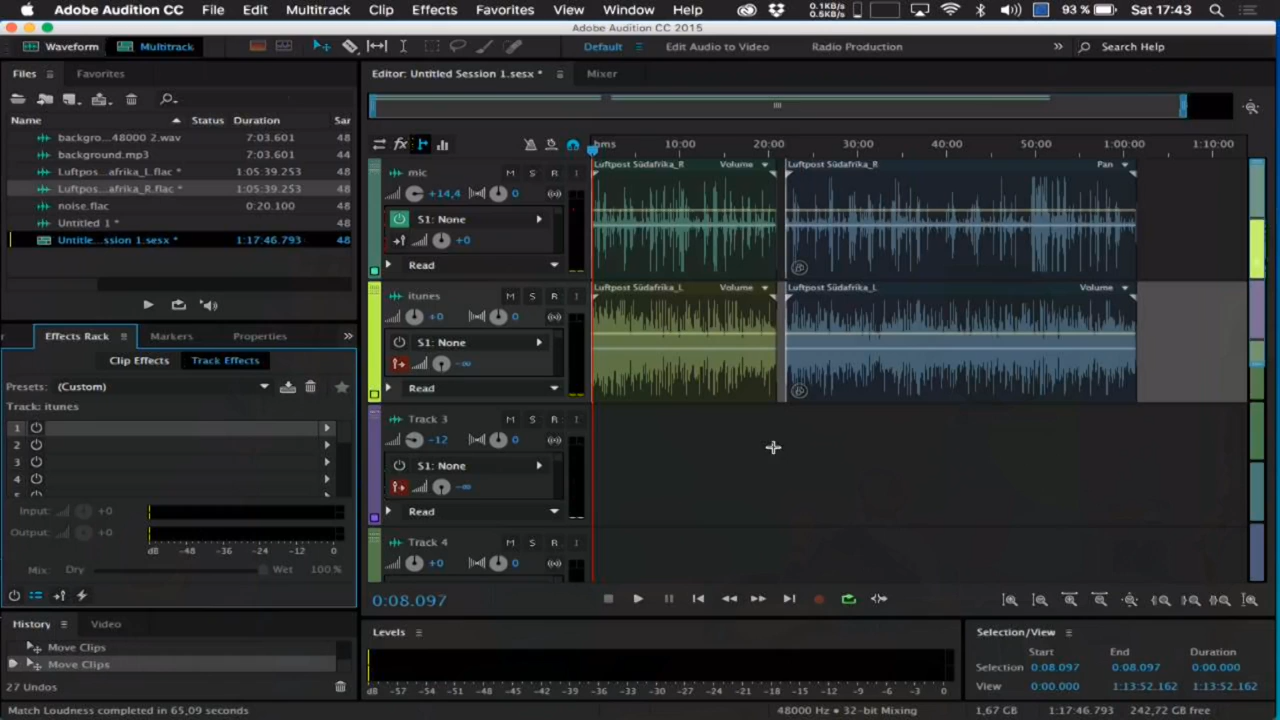 Adobe Audition CC File Edit Multitrack Clip Effects Favorites View Window Help 0.1KB/s 0.5KB/s 93 % Sat 17:43
Adobe Audition CC 2015
Waveform Multitrack Default Edit Audio to Video Radio Production » Search Help
Files Favorites Editor: Untitled Session 1.sesx * Mixer
Name Status Duration Sar
backgro...48000 2.wav 7:03.601 48
background.mp3 7:03.601 44
Luftpos...afrika_L.flac * 1:05:39.253 48
Luftpos...afrika_R.flac * 1:05:39.253 48
noise.flac 0:20.100 48
Untitled 1 * 48
Untitle...ssion 1.sesx * 1:17:46.793 48
hms 10:00 20:00 30:00 40:00 50:00 1:00:00 1:10:00
mic M S R I
+14,4 0
S1: None
+0
Read
Luftpost Südafrika_R Volume Luftpost Südafrika_R Pan
itunes M S R I
+0 0
S1: None
-∞
Read
Luftpost Südafrika_L Volume Luftpost Südafrika_L Volume
Track 3 M S R I
-12 0
S1: None
-∞
Read
Track 4 M S R I
+0 0
Effects Rack Markers Properties »
Clip Effects Track Effects
Presets: (Custom)
Track: itunes
1
2
3
4
Input: +0
Output: +0
dB -48 -36 -24 -12 0
Mix: Dry Wet 100 %
0:08.097
History Video
Move Clips
Move Clips
27 Undos
Levels
dB -57 -54 -51 -48 -45 -42 -39 -36 -33 -30 -27 -24 -21 -18 -15 -12 -9 -6 -3 0
Selection/View
Start End Duration
Selection 0:08.097 0:08.097 0:00.000
View 0:00.000 1:13:52.162 1:13:52.162
Match Loudness completed in 65,09 seconds 48000 Hz • 32-bit Mixing 1,67 GB 1:17:46.793 242,72 GB free